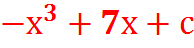 −x³ + 7x + c